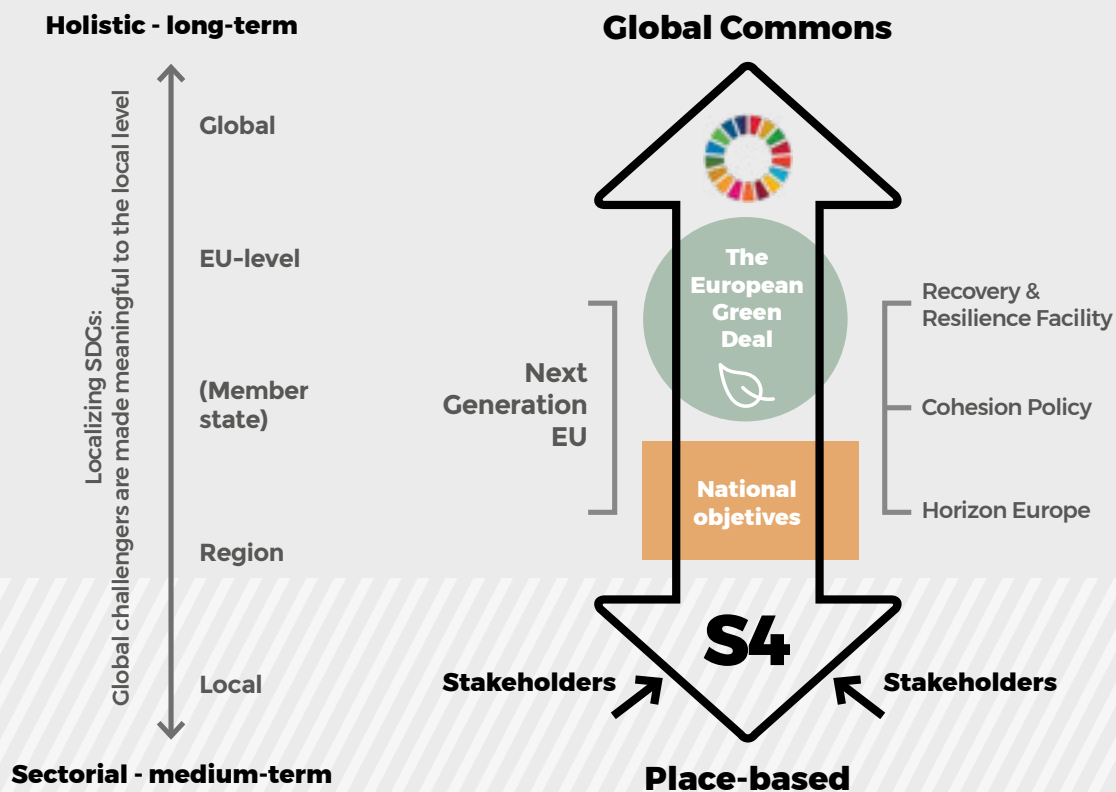 Holistic - long-term
Global Commons
Localizing SDGs:
Global challengers are made meaningful to the local level
Global
EU-level
(Member
state)
Region
Local
The
European
Green
Deal
Next
Generation
EU
Recovery &
Resilience Facility
Cohesion Policy
Horizon Europe
National
objetives
S4
Stakeholders
Stakeholders
Sectorial - medium-term
Place-based